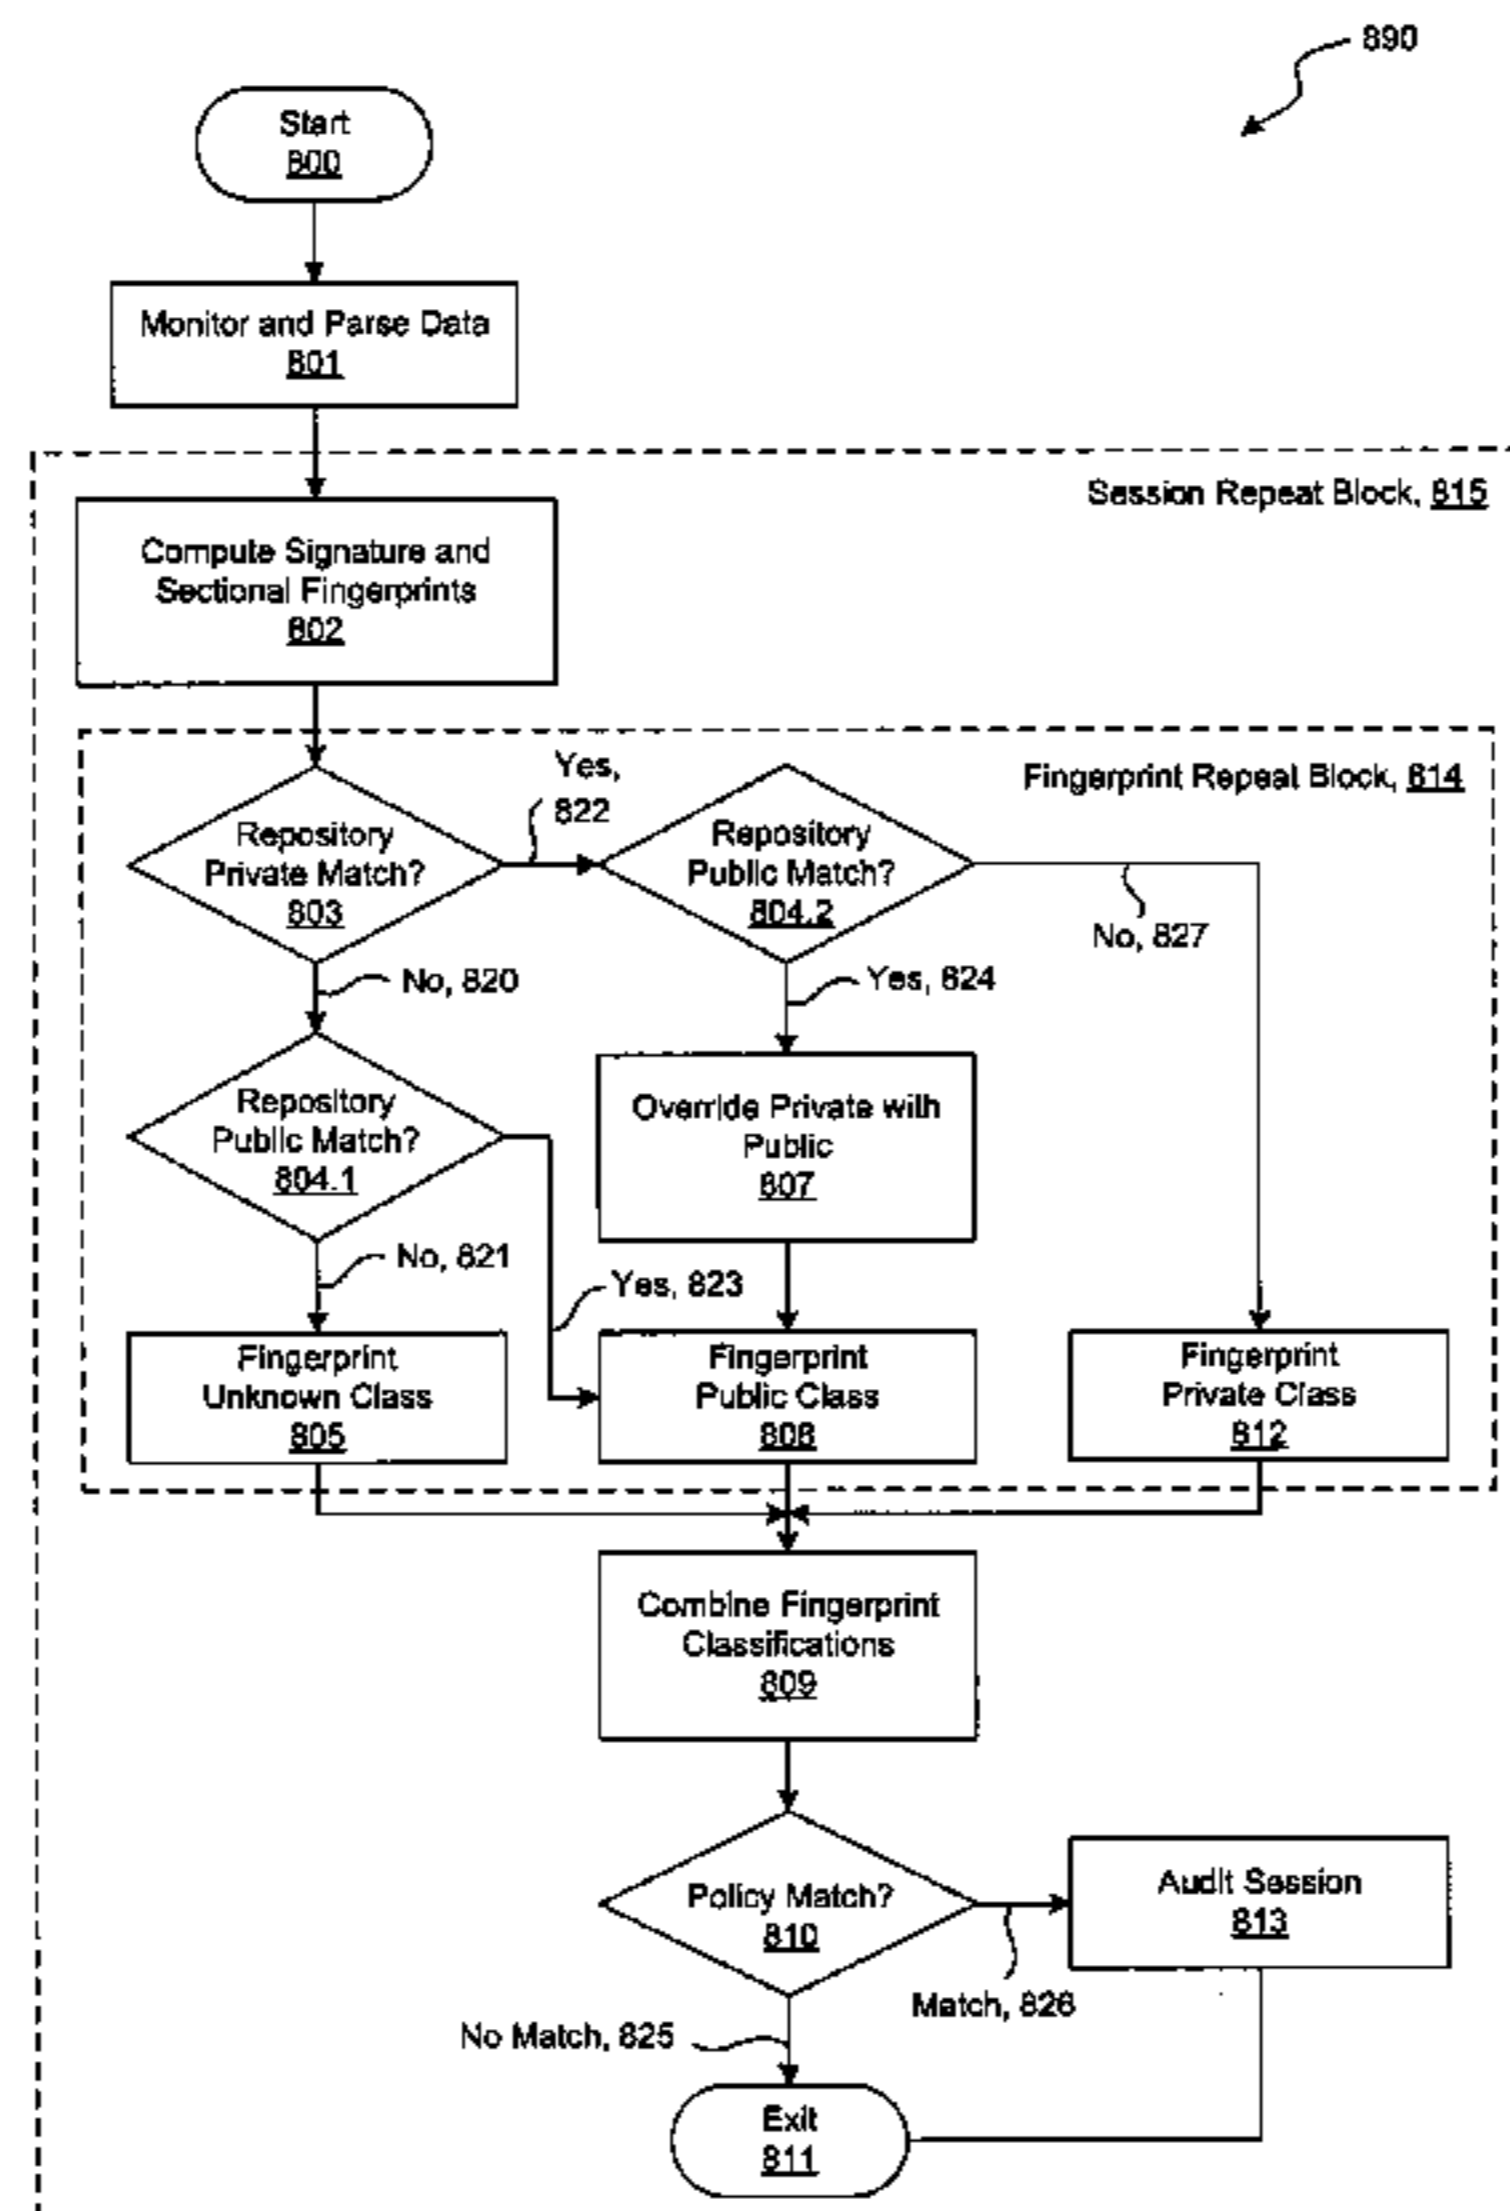 890
Start
800
Monitor and Parse Data
801
Session Repeat Block, 815
Compute Signature and
Sectional Fingerprints
802
Fingerprint Repeat Block, 814
Yes,
822
Repository
Private Match?
803
Repository
Public Match?
804.2
No, 827
No, 820
Yes, 824
Repository
Public Match?
804.1
Override Private with
Public
807
No, 821
Yes, 823
Fingerprint
Unknown Class
805
Fingerprint
Public Class
808
Fingerprint
Private Class
812
Combine Fingerprint
Classifications
809
Policy Match?
810
Audit Session
813
Match, 826
No Match, 825
Exit
811